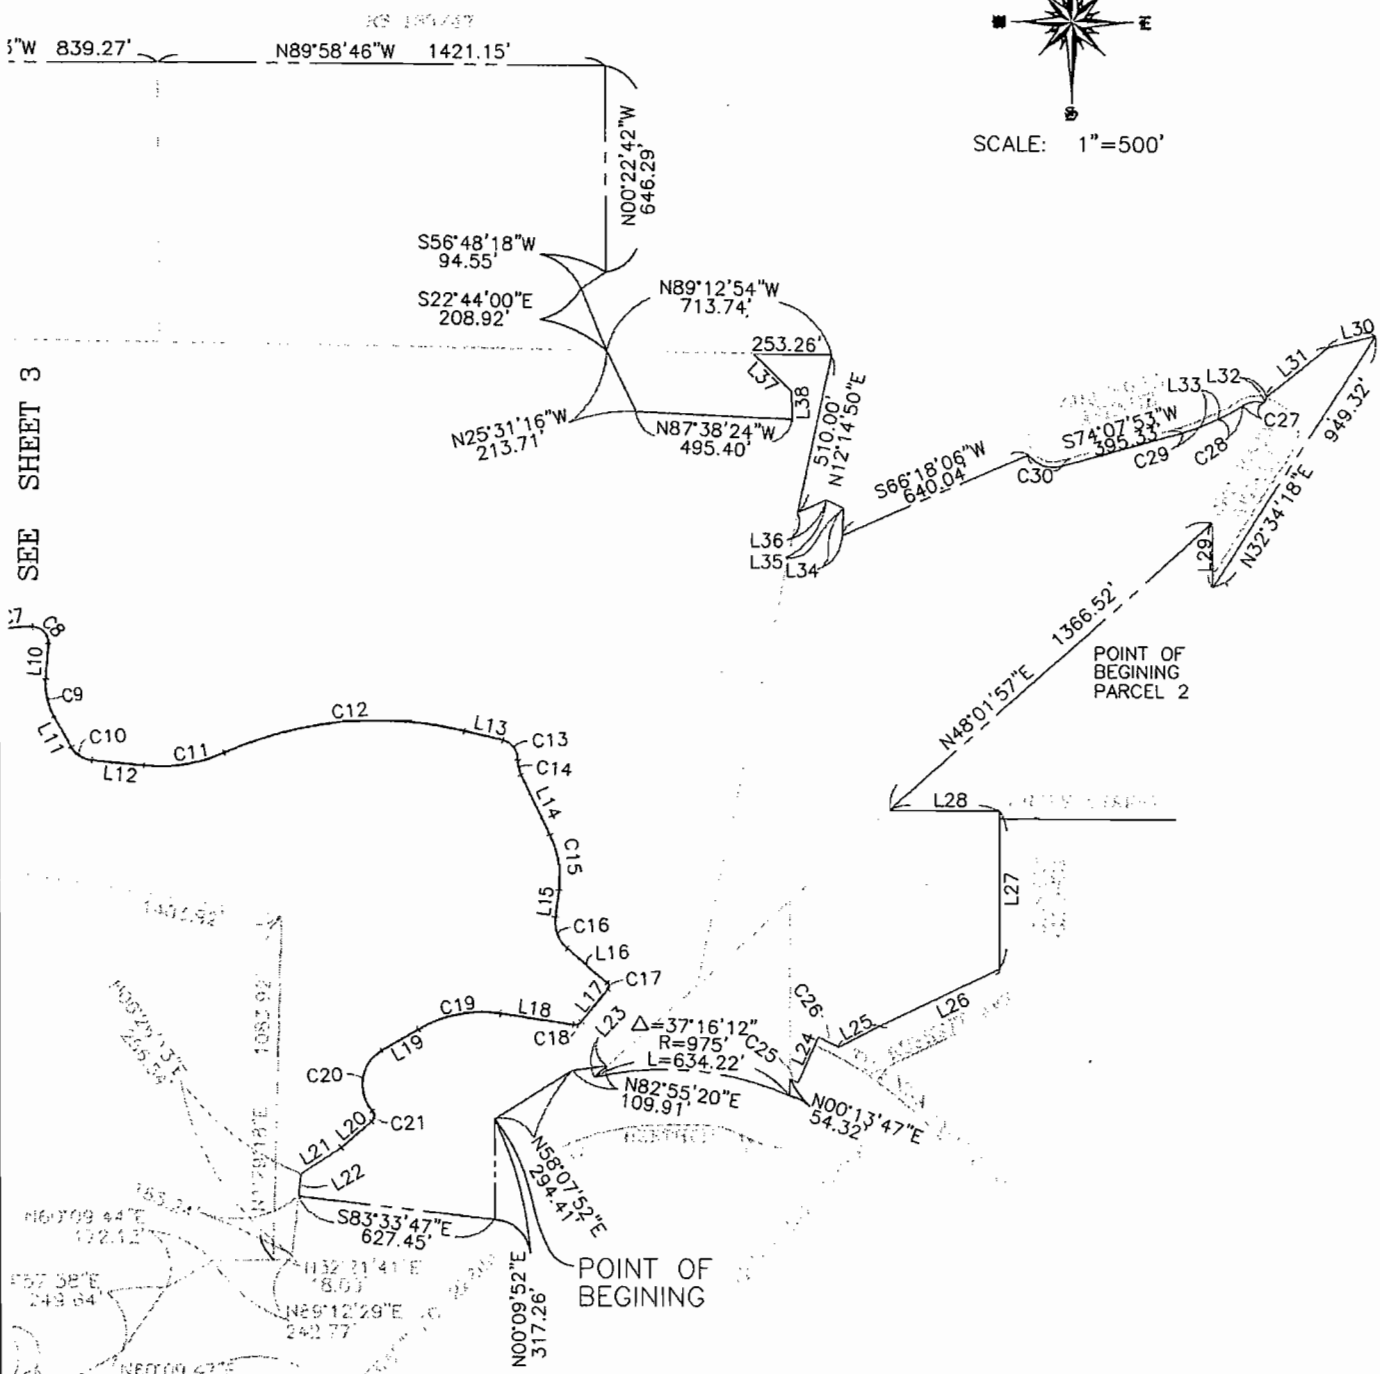 "W 839.27'
N89°58'46"W 1421.15'
E
S
SCALE: 1"=500'
N00°22'42"W
646.29'
S56°48'18"W
94.55'
S22°44'00"E
208.92'
N89°12'54"W
713.74'
253.26'
L37
L38
510.00'
N12°14'50"E
N25°31'16"W
213.71'
N87°38'24"W
495.40'
SEE SHEET 3
L30
L31
L32
L33
C27
C28
C29
S74°07'53"W
395.33'
C30
S66°18'06"W
640.04'
949.32'
N32°34'18"E
L29
L36
L35
L34
1366.52'
N48°01'57"E
POINT OF
BEGINING
PARCEL 2
C8
L10
C9
L11
C10
L12
C11
C12
L13
C13
C14
L14
C15
L15
C16
L16
C17
L17
C18
L18
C19
L19
C20
C21
L20
L21
L22
L23
L28
L27
L26
L25
C26
L24
C25
Δ=37°16'12"
R=975'
L=634.22'
N82°55'20"E
109.91'
N00°13'47"E
54.32'
N58°07'52"E
294.41'
S83°33'47"E
627.45'
N00°09'52"E
317.26'
POINT OF
BEGINING
1083.92'
N60°09'44"E
N89°12'29"E